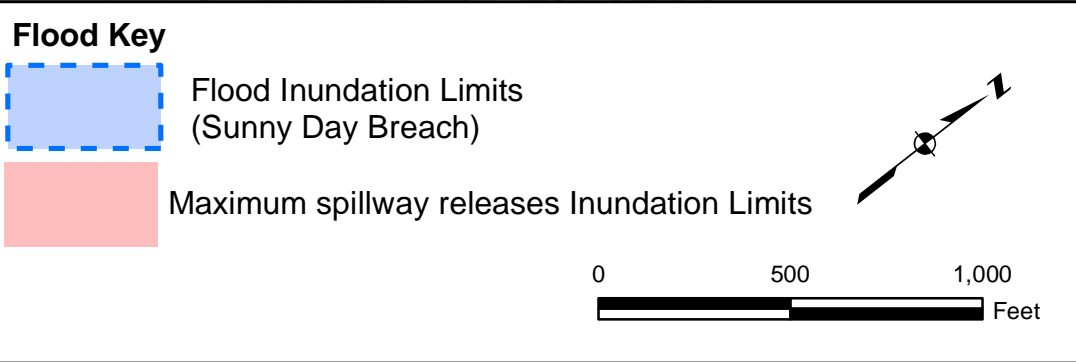 Flood Key
Flood Inundation Limits
(Sunny Day Breach)
N
Maximum spillway releases Inundation Limits
0 500 1,000
Feet